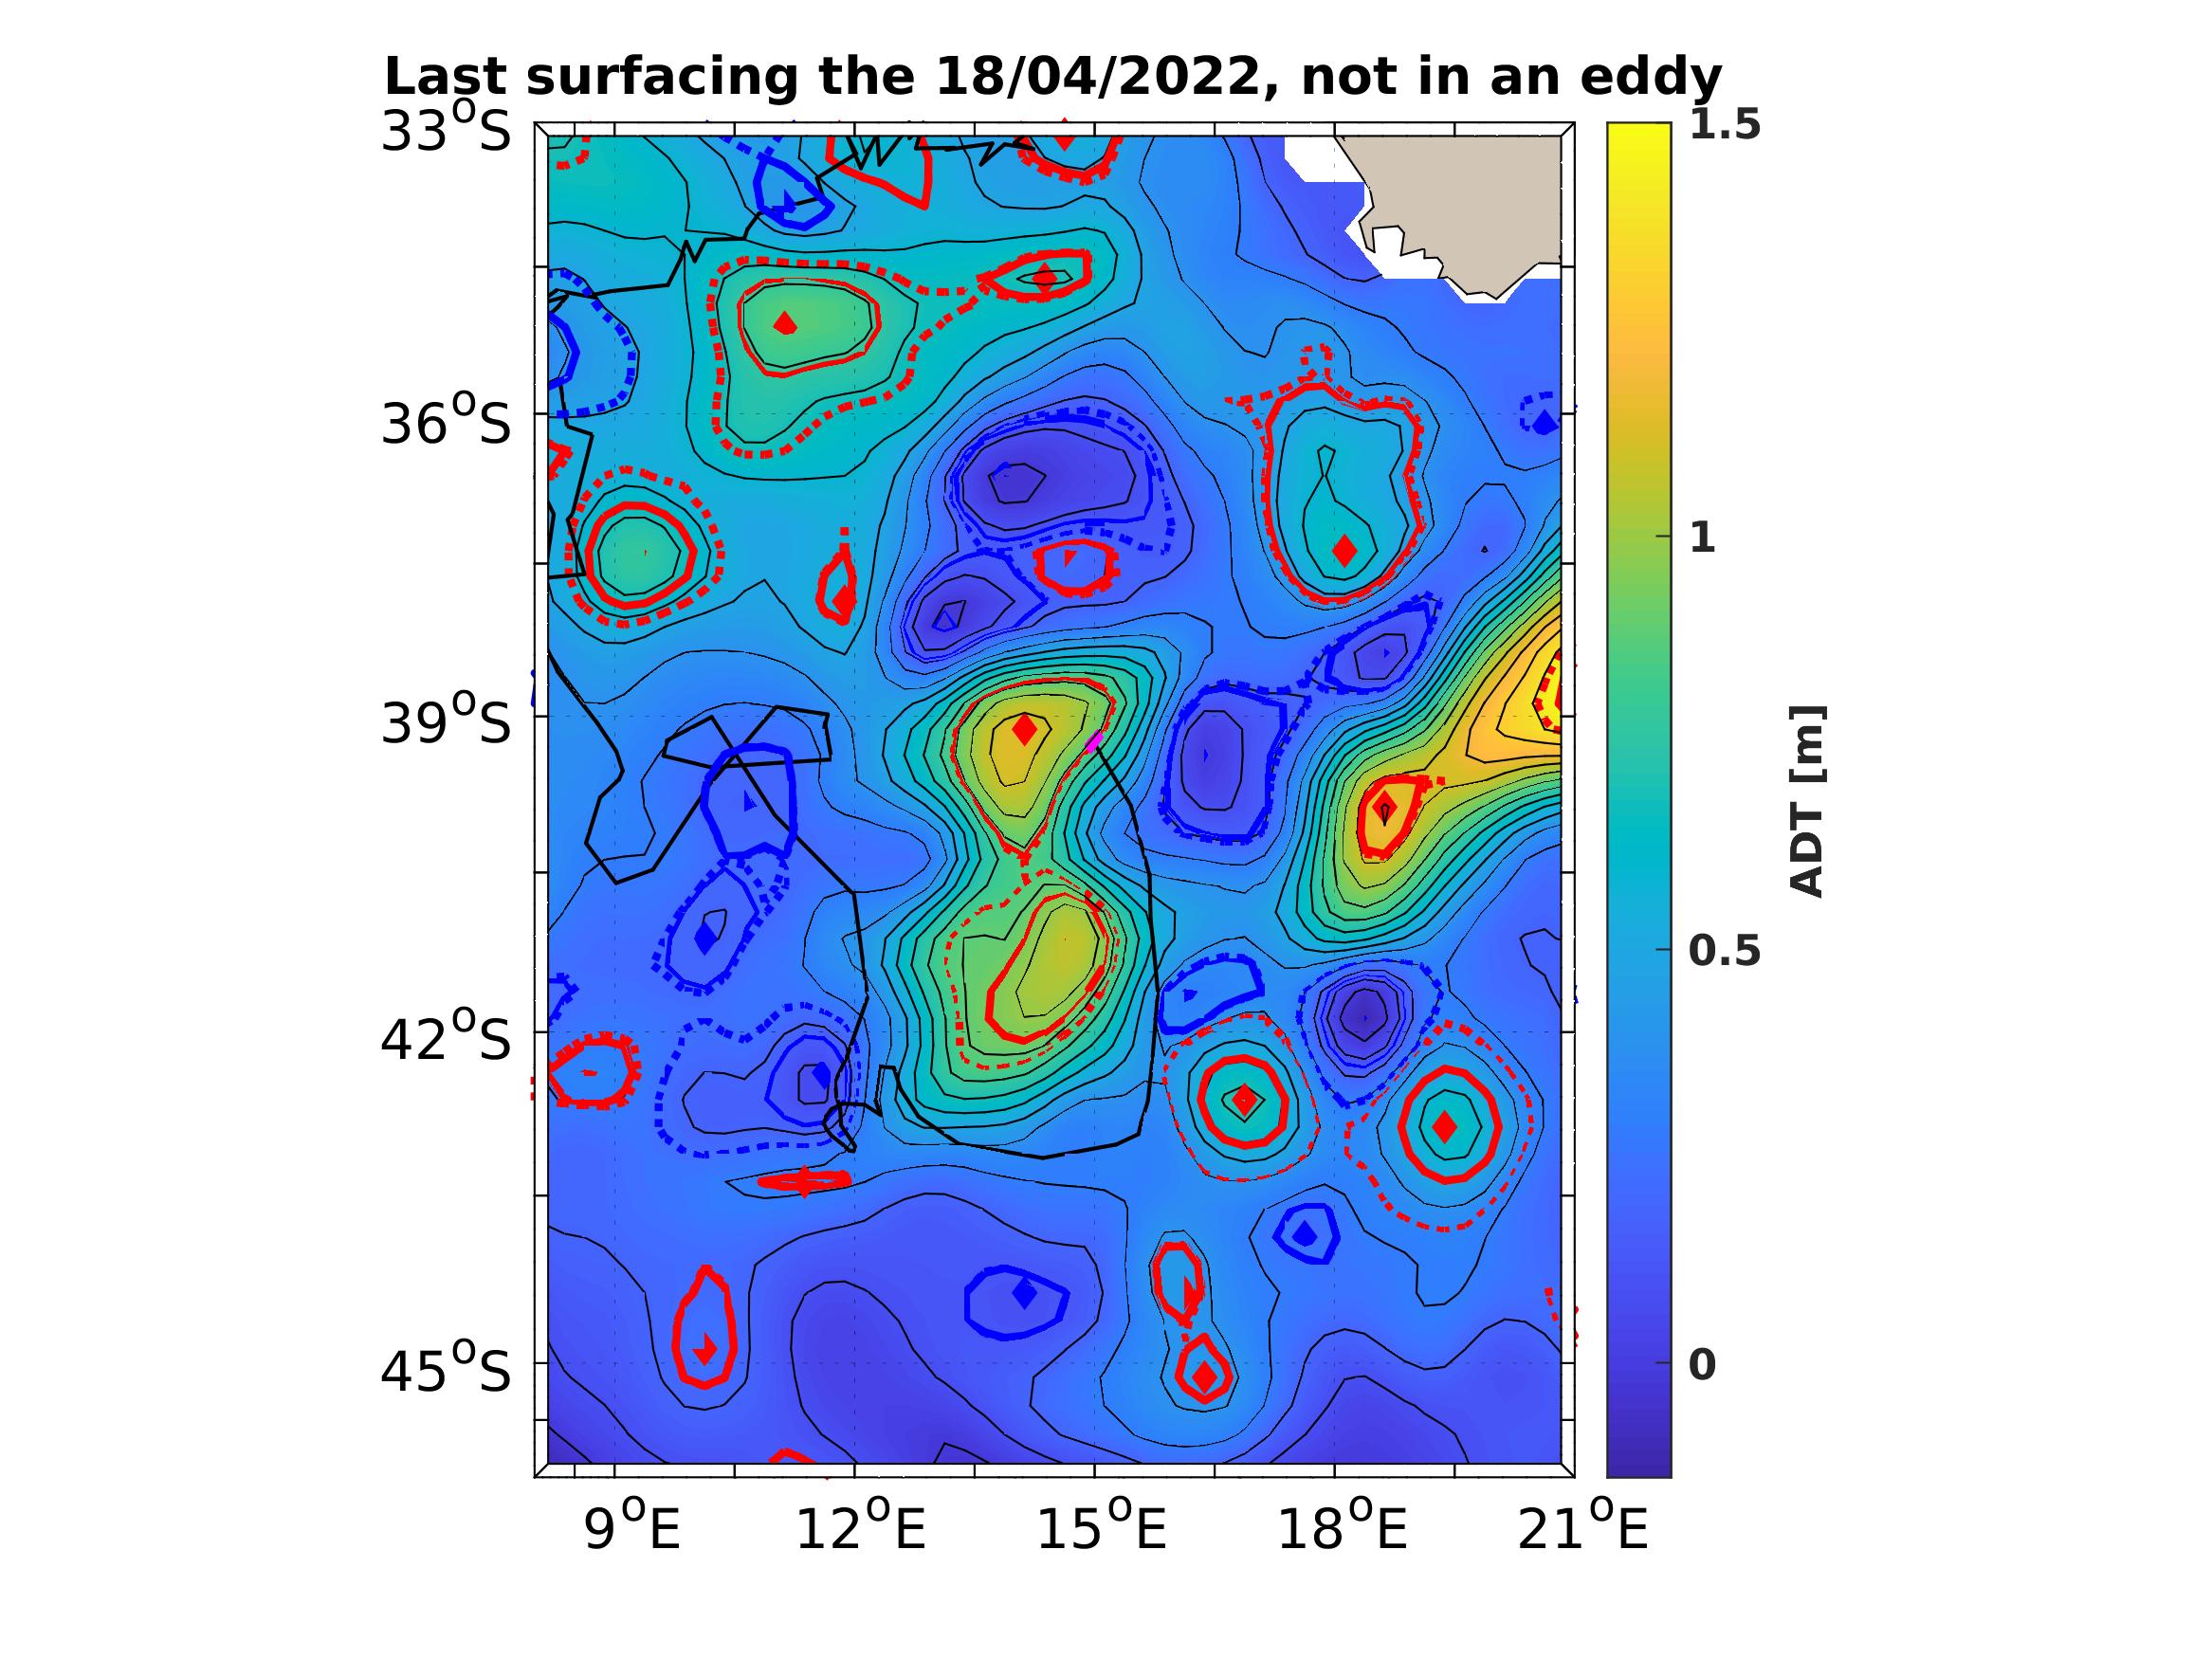 Last surfacing the 18/04/2022, not in an eddy
33°S
36°S
39°S
42°S
45°S
9°E 12°E 15°E 18°E 21°E
1.5
1
0.5
0
ADT [m]